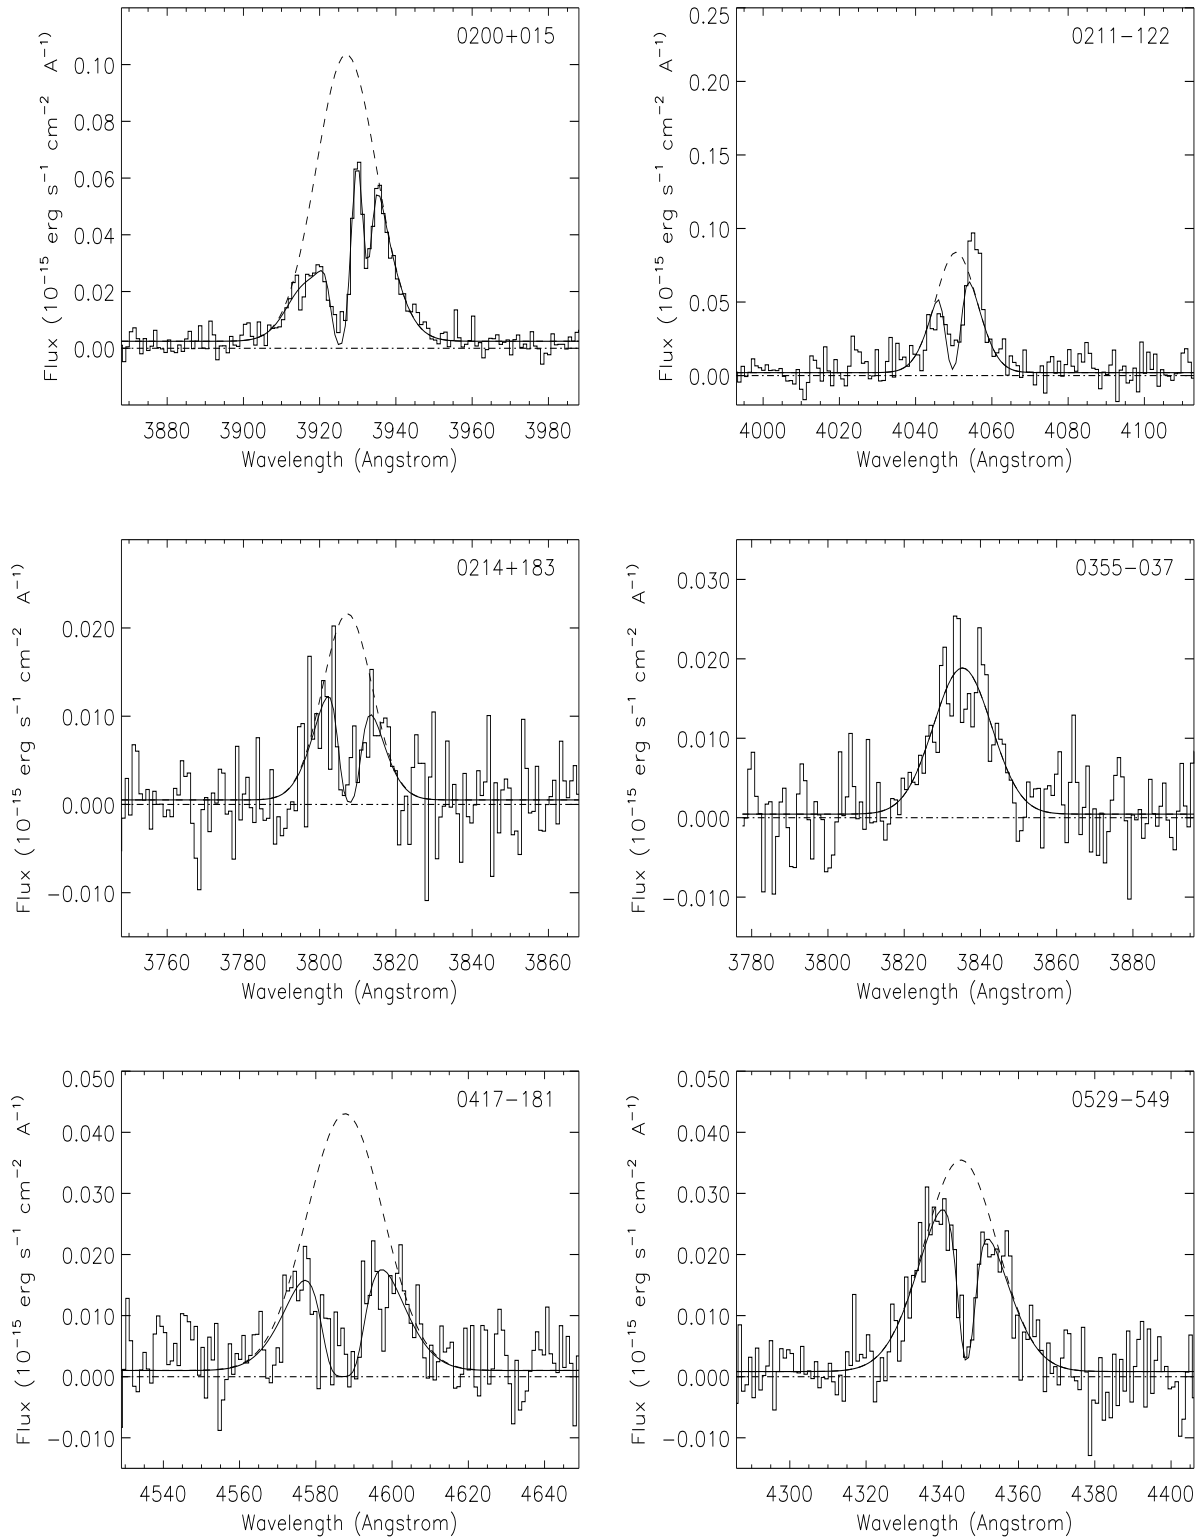 0200+015
Flux (10⁻¹⁵ erg s⁻¹ cm⁻² A⁻¹)
0.10
0.08
0.06
0.04
0.02
0.00
3880 3900 3920 3940 3960 3980
Wavelength (Angstrom)
0211−122
Flux (10⁻¹⁵ erg s⁻¹ cm⁻² A⁻¹)
0.25
0.20
0.15
0.10
0.05
0.00
4000 4020 4040 4060 4080 4100
Wavelength (Angstrom)
0214+183
Flux (10⁻¹⁵ erg s⁻¹ cm⁻² A⁻¹)
0.020
0.010
0.000
−0.010
3760 3780 3800 3820 3840 3860
Wavelength (Angstrom)
0355−037
Flux (10⁻¹⁵ erg s⁻¹ cm⁻² A⁻¹)
0.030
0.020
0.010
0.000
−0.010
3780 3800 3820 3840 3860 3880
Wavelength (Angstrom)
0417−181
Flux (10⁻¹⁵ erg s⁻¹ cm⁻² A⁻¹)
0.050
0.040
0.030
0.020
0.010
0.000
−0.010
4540 4560 4580 4600 4620 4640
Wavelength (Angstrom)
0529−549
Flux (10⁻¹⁵ erg s⁻¹ cm⁻² A⁻¹)
0.050
0.040
0.030
0.020
0.010
0.000
−0.010
4300 4320 4340 4360 4380 4400
Wavelength (Angstrom)